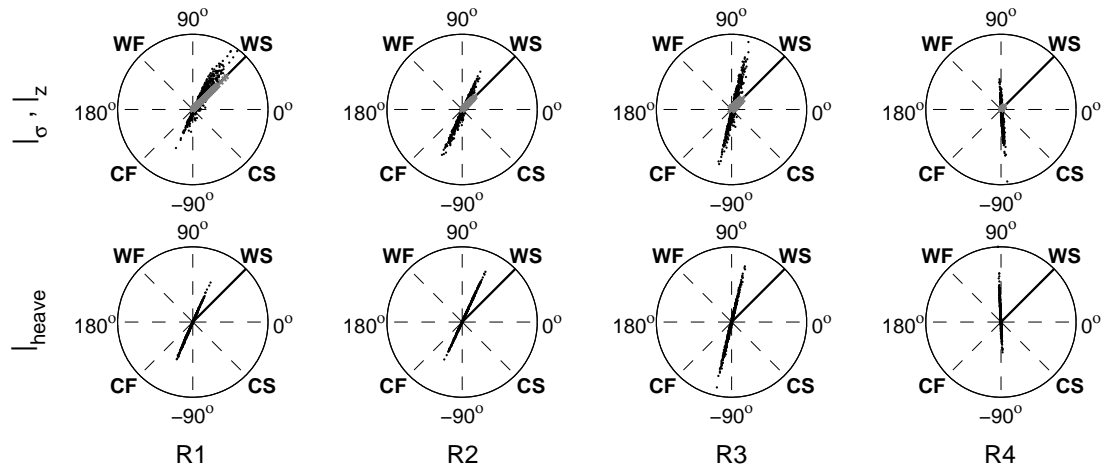 90° 90° 90° 90°
WF WS WF WS WF WS WF WS
I_σ , I_z 180° 0° 180° 0° 180° 0° 180° 0°
CF CS CF CS CF CS CF CS
−90° −90° −90° −90°
90° 90° 90° 90°
WF WS WF WS WF WS WF WS
I_heave 180° 0° 180° 0° 180° 0° 180° 0°
CF CS CF CS CF CS CF CS
−90° −90° −90° −90°
R1 R2 R3 R4